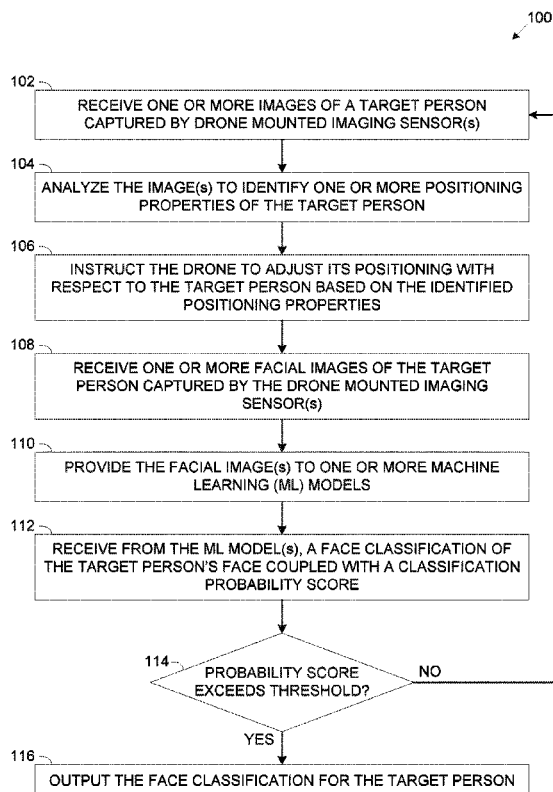 100
102
RECEIVE ONE OR MORE IMAGES OF A TARGET PERSON
CAPTURED BY DRONE MOUNTED IMAGING SENSOR(s)
104
ANALYZE THE IMAGE(s) TO IDENTIFY ONE OR MORE POSITIONING
PROPERTIES OF THE TARGET PERSON
106
INSTRUCT THE DRONE TO ADJUST ITS POSITIONING WITH
RESPECT TO THE TARGET PERSON BASED ON THE IDENTIFIED
POSITIONING PROPERTIES
108
RECEIVE ONE OR MORE FACIAL IMAGES OF THE TARGET
PERSON CAPTURED BY THE DRONE MOUNTED IMAGING
SENSOR(s)
110
PROVIDE THE FACIAL IMAGE(s) TO ONE OR MORE MACHINE
LEARNING (ML) MODELS
112
RECEIVE FROM THE ML MODEL(s), A FACE CLASSIFICATION OF
THE TARGET PERSON'S FACE COUPLED WITH A CLASSIFICATION
PROBABILITY SCORE
114
PROBABILITY SCORE
EXCEEDS THRESHOLD?
NO
YES
116
OUTPUT THE FACE CLASSIFICATION FOR THE TARGET PERSON